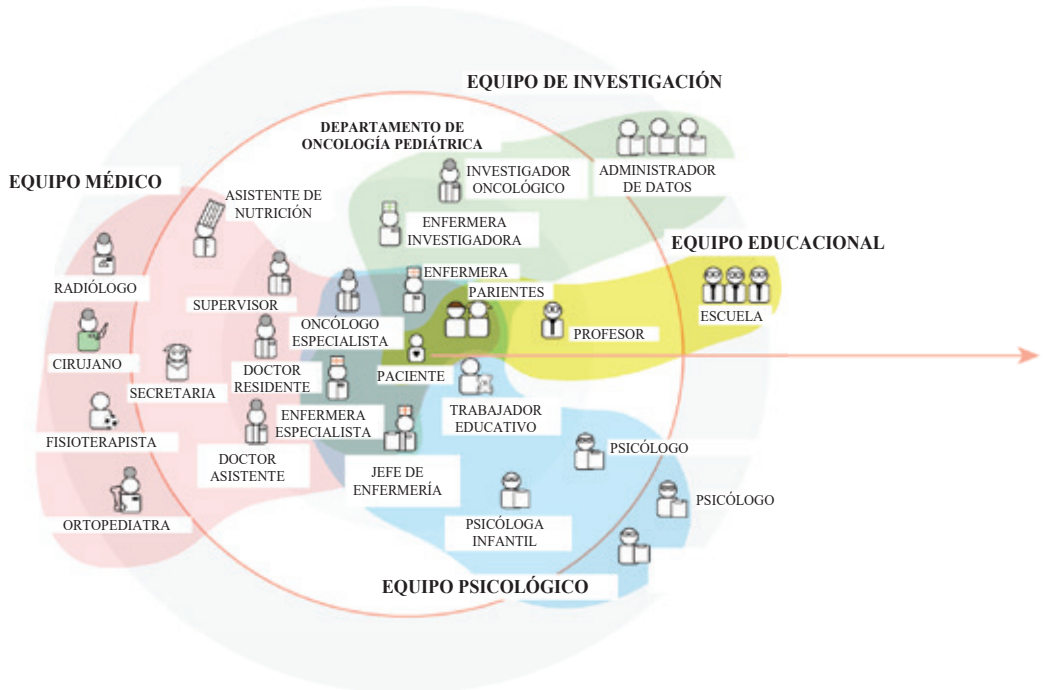 EQUIPO DE INVESTIGACIÓN
DEPARTAMENTO DE
ONCOLOGÍA PEDIÁTRICA
INVESTIGADOR
ONCOLÓGICO
ADMINISTRADOR
DE DATOS
EQUIPO MÉDICO
ASISTENTE DE
NUTRICIÓN
ENFERMERA
INVESTIGADORA
EQUIPO EDUCACIONAL
RADIÓLOGO
SUPERVISOR
ENFERMERA
PARIENTES
ONCÓLOGO
ESPECIALISTA
PROFESOR
ESCUELA
CIRUJANO
SECRETARIA
DOCTOR
RESIDENTE
PACIENTE
ENFERMERA
ESPECIALISTA
TRABAJADOR
EDUCATIVO
FISIOTERAPISTA
DOCTOR
ASISTENTE
JEFE DE
ENFERMERÍA
PSICÓLOGO
PSICÓLOGO
ORTOPEDIATRA
PSICÓLOGA
INFANTIL
EQUIPO PSICOLÓGICO